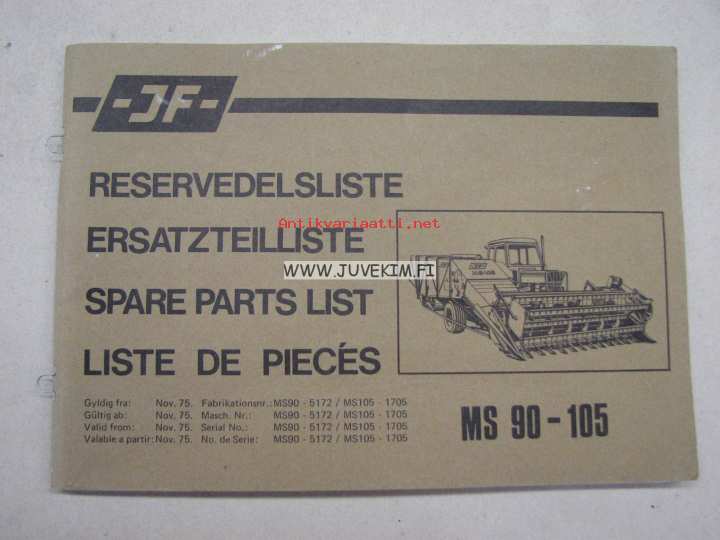 -JF-
RESERVEDELSLISTE
Antikvariaatti.net
ERSATZTEILLISTE
WWW.JUVEKIM.FI
SPARE PARTS LIST
LISTE DE PIECÉS
Gyldig fra: Nov. 75. Fabrikationsnr.: MS90 - 5172 / MS105 - 1705
Gültig ab: Nov. 75. Masch. Nr.: MS90 - 5172 / MS105 - 1705
Valid from: Nov. 75. Serial No.: MS90 - 5172 / MS105 - 1705
Valable a partir: Nov. 75. No. de Serie: MS90 - 5172 / MS105 - 1705
MS 90-105